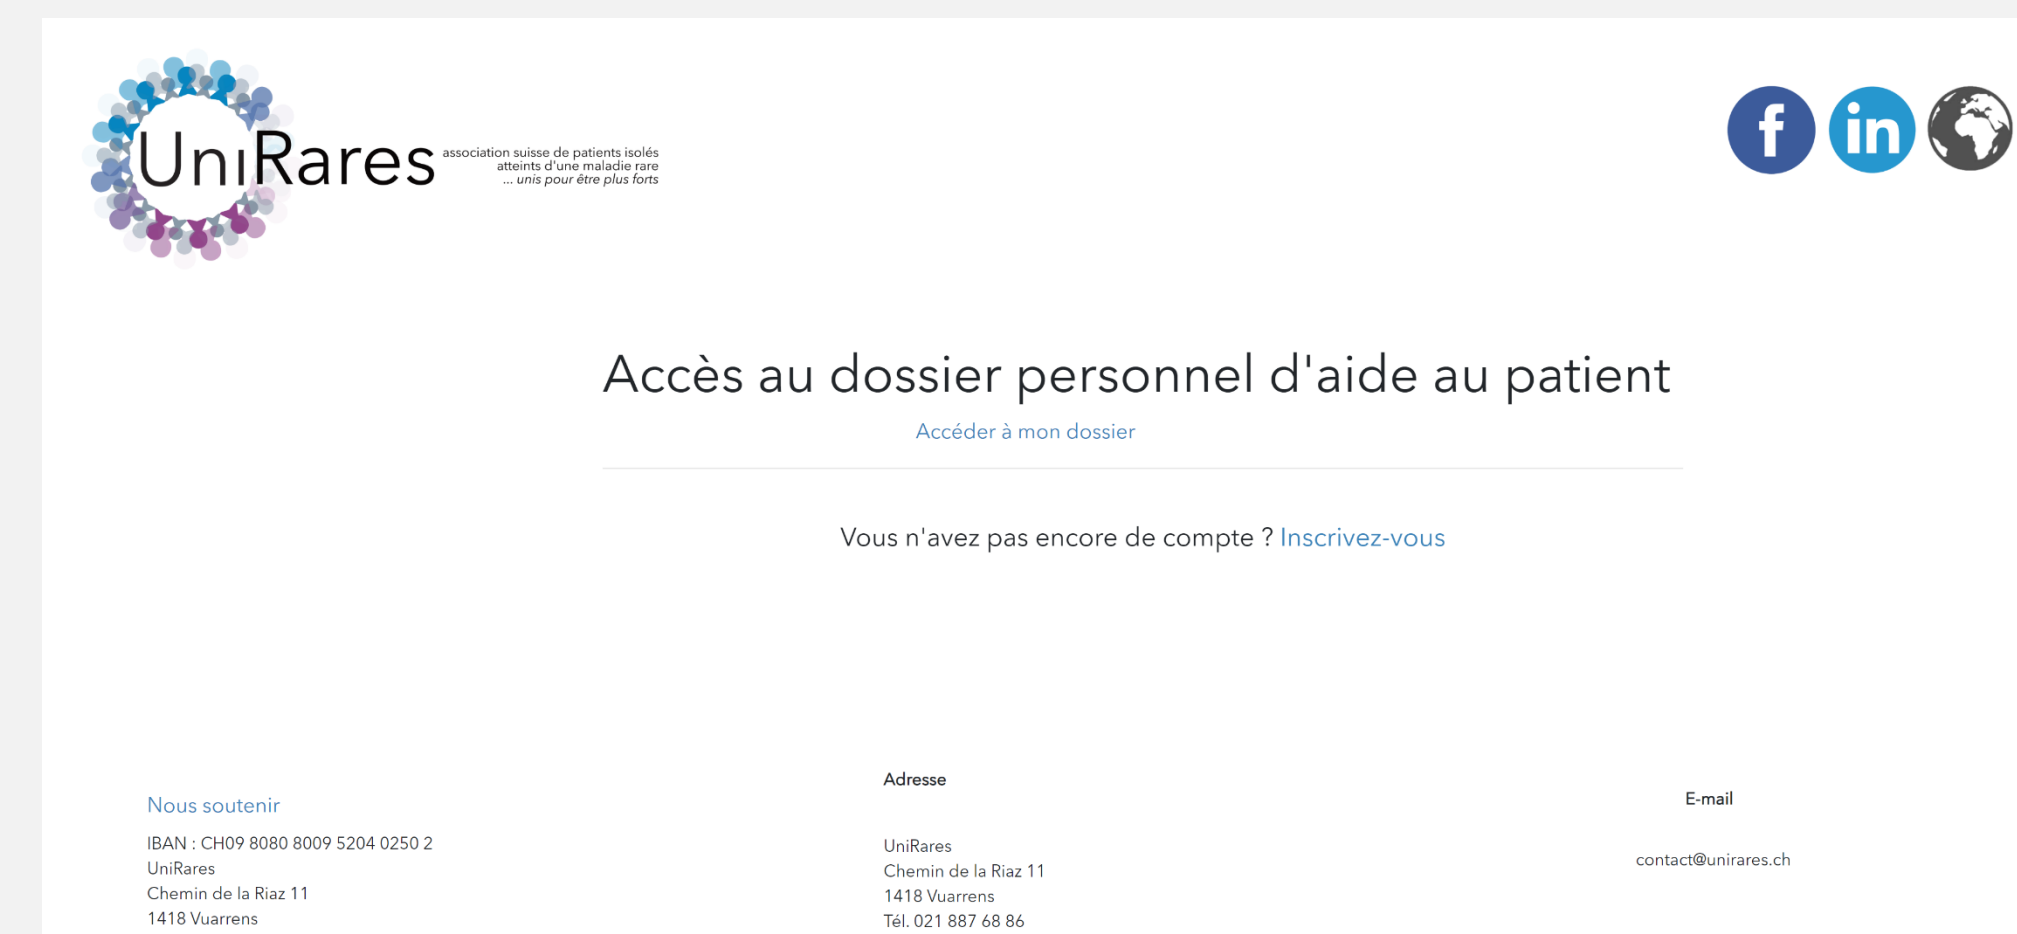 UniRares
association suisse de patients isolés
atteints d'une maladie rare
... unis pour être plus forts
f
in
Accès au dossier personnel d'aide au patient
Accéder à mon dossier
Vous n'avez pas encore de compte ? Inscrivez-vous
Nous soutenir
IBAN : CH09 8080 8009 5204 0250 2
UniRares
Chemin de la Riaz 11
1418 Vuarrens
Adresse
UniRares
Chemin de la Riaz 11
1418 Vuarrens
Tél. 021 887 68 86
E-mail
contact@unirares.ch